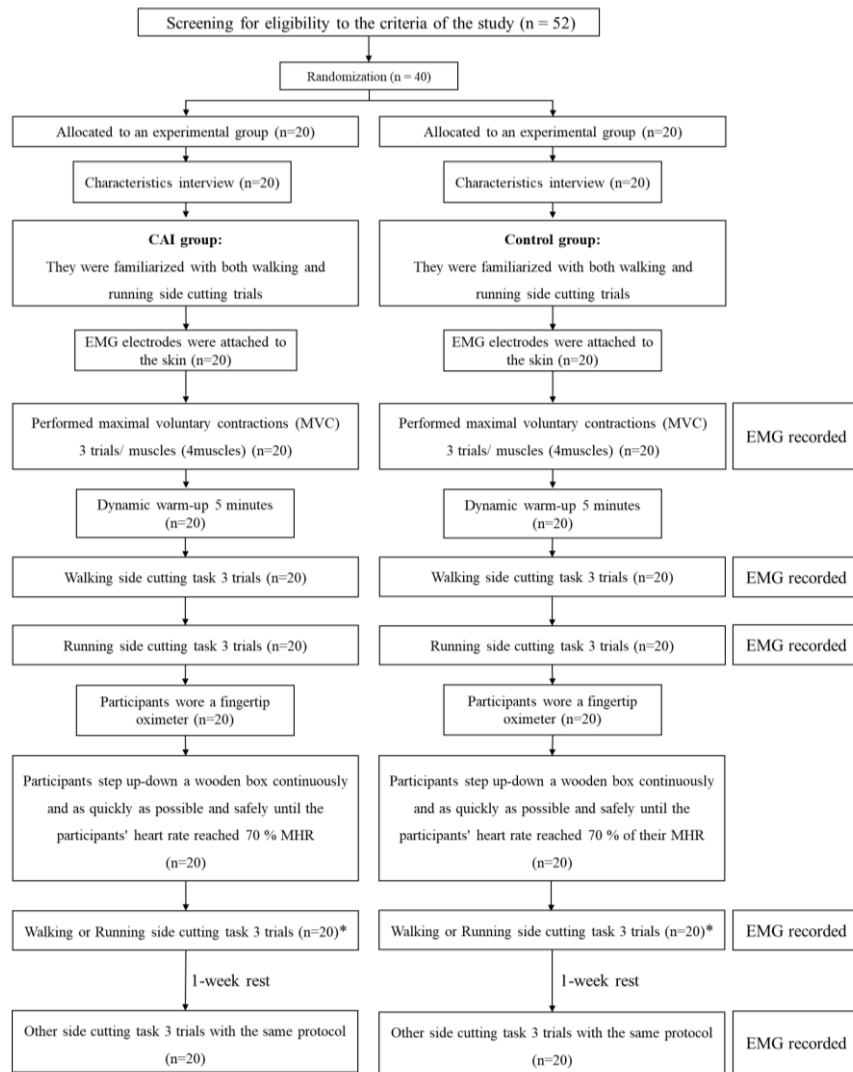 Screening for eligibility to the criteria of the study (n = 52)
Randomization (n = 40)
Allocated to an experimental group (n=20)
Allocated to an experimental group (n=20)
Characteristics interview (n=20)
Characteristics interview (n=20)
CAI group:
They were familiarized with both walking and
running side cutting trials
Control group:
They were familiarized with both walking and
running side cutting trials
EMG electrodes were attached to
the skin (n=20)
EMG electrodes were attached to
the skin (n=20)
Performed maximal voluntary contractions (MVC)
3 trials/ muscles (4muscles) (n=20)
Performed maximal voluntary contractions (MVC)
3 trials/ muscles (4muscles) (n=20)
EMG recorded
Dynamic warm-up 5 minutes
(n=20)
Dynamic warm-up 5 minutes
(n=20)
Walking side cutting task 3 trials (n=20)
Walking side cutting task 3 trials (n=20)
EMG recorded
Running side cutting task 3 trials (n=20)
Running side cutting task 3 trials (n=20)
EMG recorded
Participants wore a fingertip
oximeter (n=20)
Participants wore a fingertip
oximeter (n=20)
Participants step up-down a wooden box continuously
and as quickly as possible and safely until the
participants' heart rate reached 70 % MHR
(n=20)
Participants step up-down a wooden box continuously
and as quickly as possible and safely until the
participants' heart rate reached 70 % of their MHR
(n=20)
Walking or Running side cutting task 3 trials (n=20)*
Walking or Running side cutting task 3 trials (n=20)*
EMG recorded
1-week rest
1-week rest
Other side cutting task 3 trials with the same protocol
(n=20)
Other side cutting task 3 trials with the same protocol
(n=20)
EMG recorded